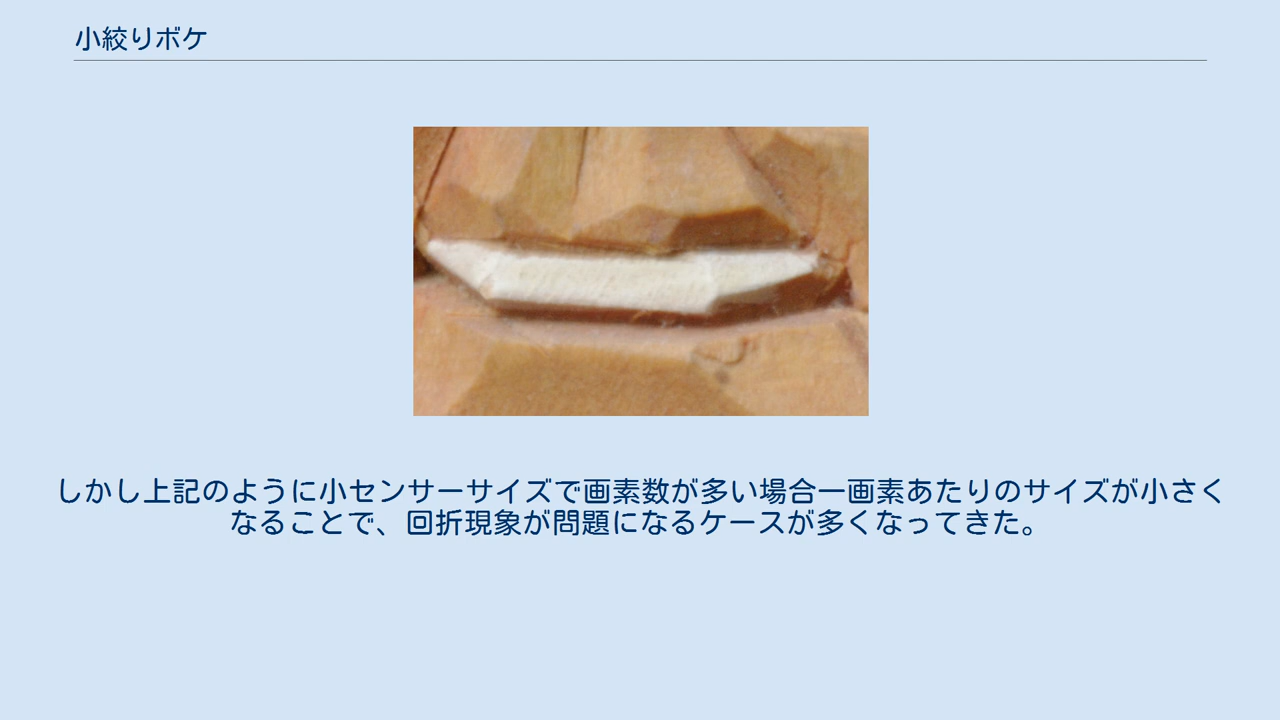 小絞りボケ
しかし上記のように小センサーサイズで画素数が多い場合一画素あたりのサイズが小さく
なることで、回折現象が問題になるケースが多くなってきた。